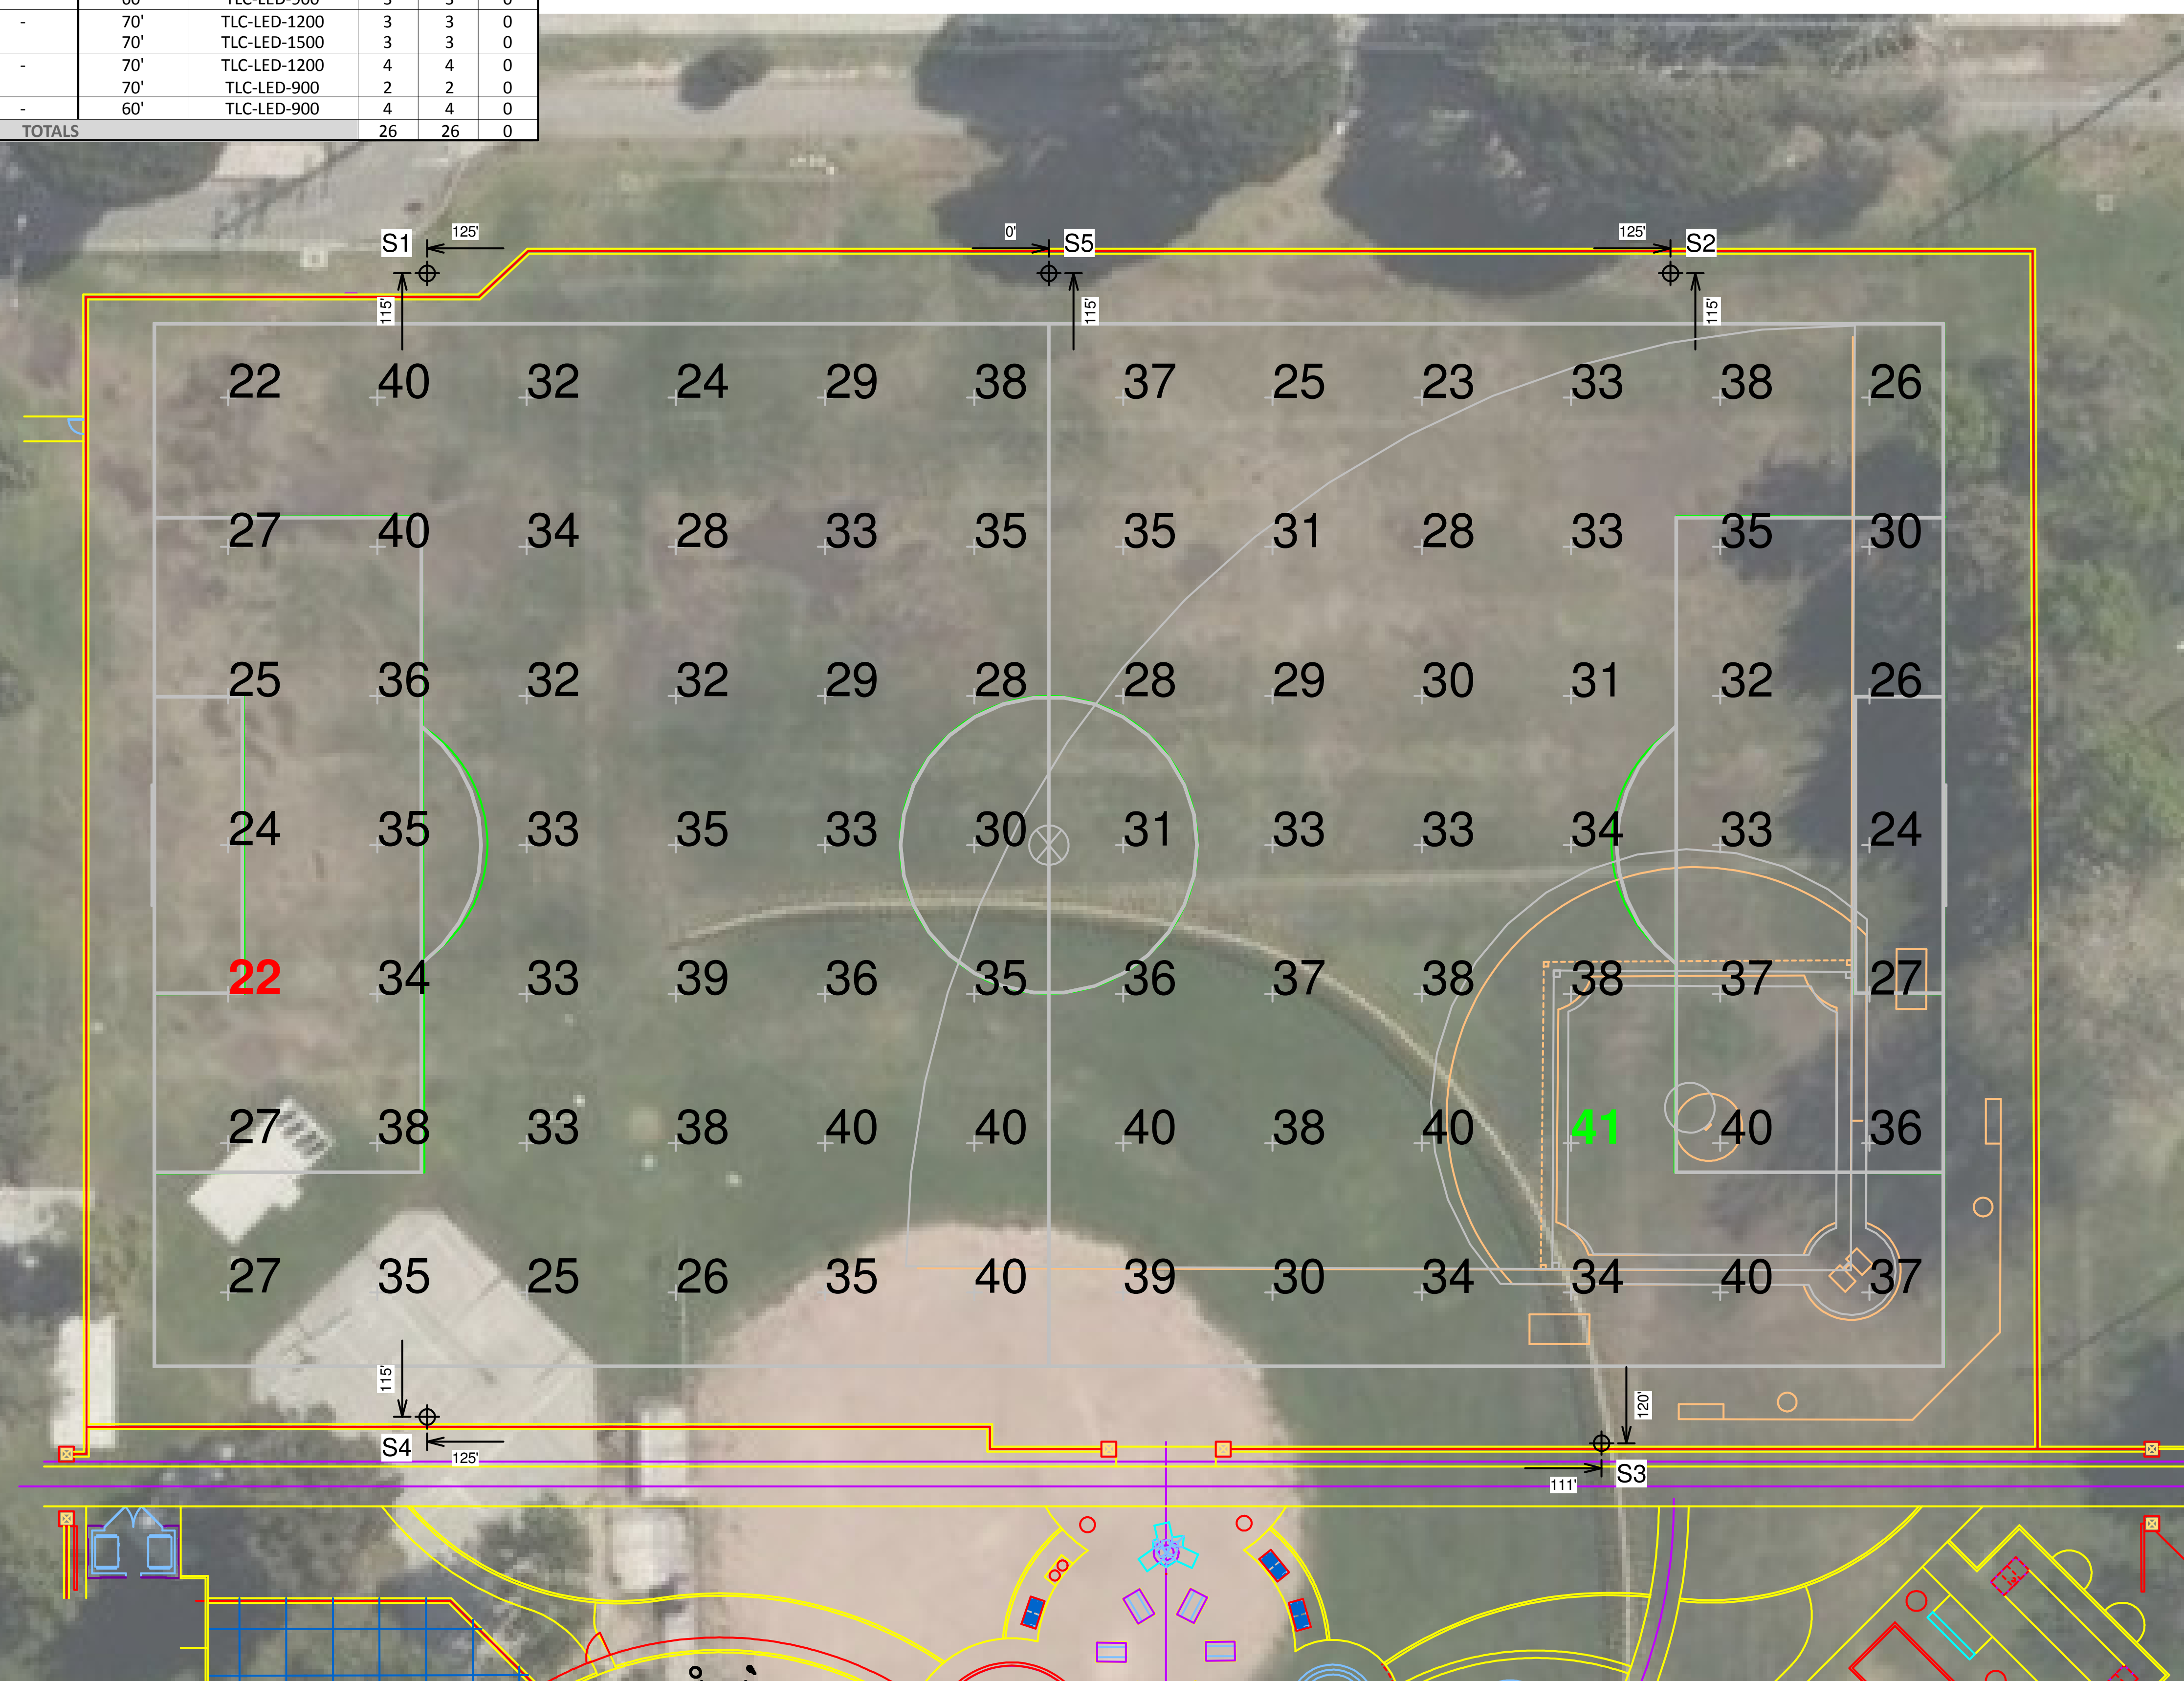 60' TLC-LED-900 3 3 0
- 70' TLC-LED-1200 3 3 0
70' TLC-LED-1500 3 3 0
- 70' TLC-LED-1200 4 4 0
70' TLC-LED-900 2 2 0
- 60' TLC-LED-900 4 4 0
TOTALS 26 26 0
S1 125' 0' S5 125' S2
115' 115' 115'
22 40 32 24 29 38 37 25 23 33 38 26
27 40 34 28 33 35 35 31 28 33 35 30
25 36 32 32 29 28 28 29 30 31 32 26
24 35 33 35 33 30 31 33 33 34 33 24
22 34 33 39 36 35 36 37 38 38 37 27
27 38 33 38 40 40 40 38 40 41 40 36
27 35 25 26 35 40 39 30 34 34 40 37
115' 120'
S4 125' 111' S3